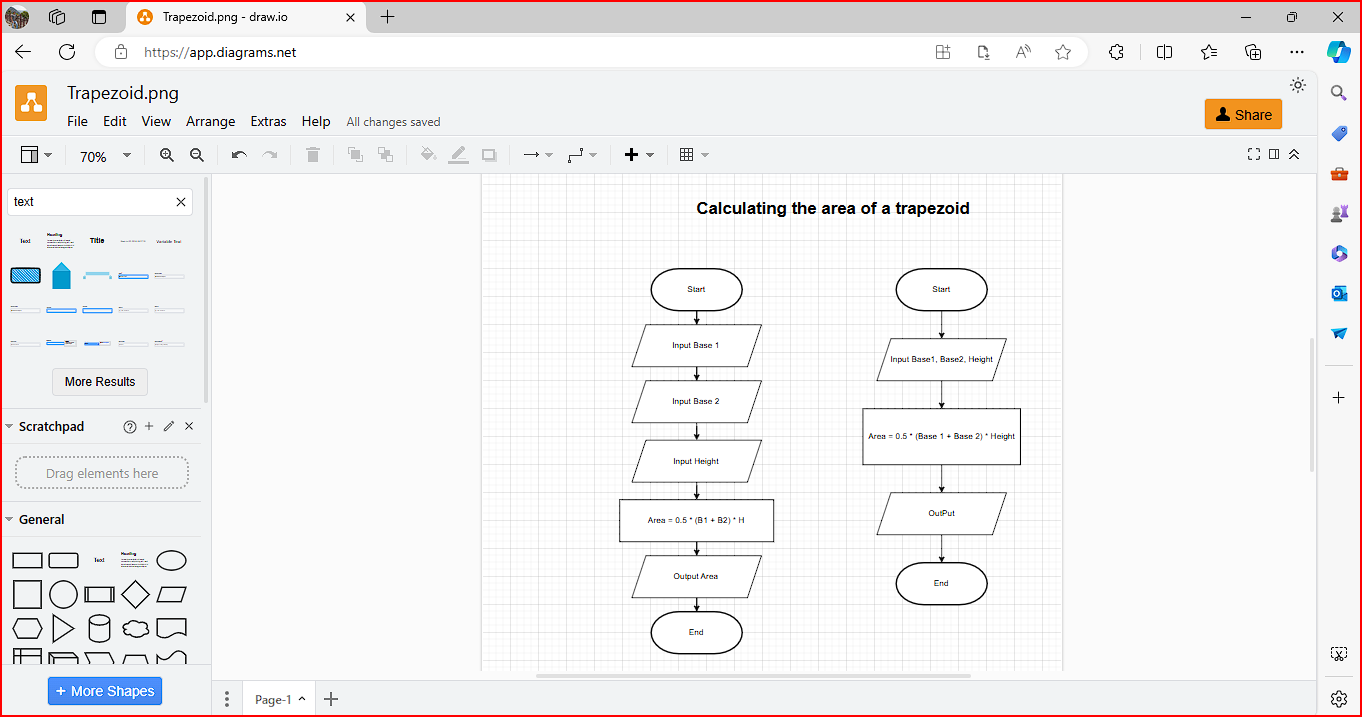 Trapezoid.png - draw.io
https://app.diagrams.net
Trapezoid.png
File Edit View Arrange Extras Help All changes saved
Share
70%
text
Text
Heading
Title
Variable Text
More Results
Scratchpad
Drag elements here
General
Text
Heading
+ More Shapes
Calculating the area of a trapezoid
Start
Input Base 1
Input Base 2
Input Height
Area = 0.5 * (B1 + B2) * H
Output Area
End
Start
Input Base1, Base2, Height
Area = 0.5 * (Base 1 + Base 2) * Height
OutPut
End
Page-1